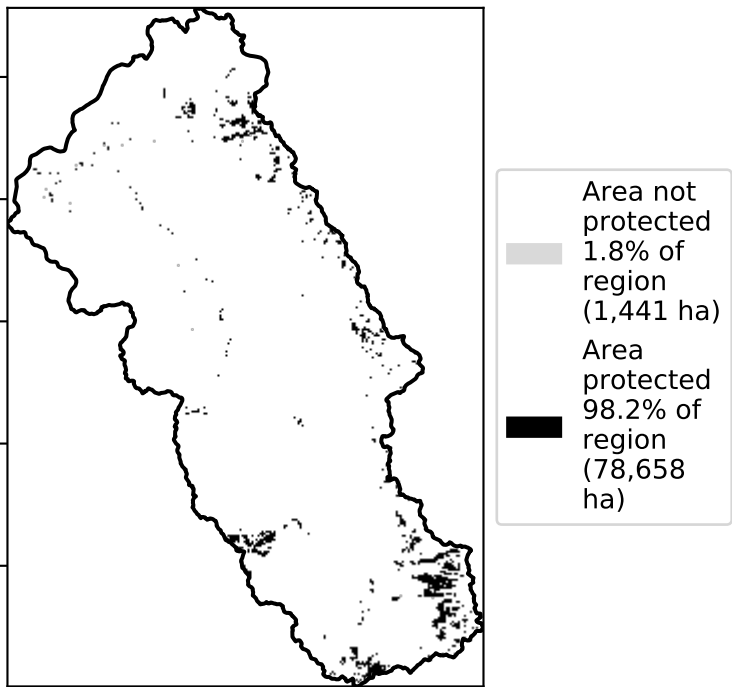 Area not
protected
1.8% of
region
(1,441 ha)
Area
protected
98.2% of
region
(78,658
ha)